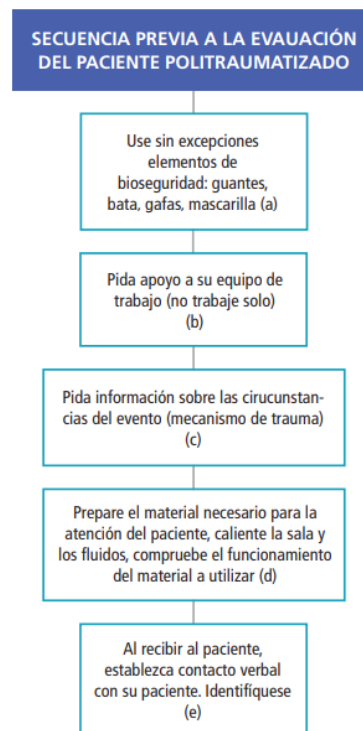 SECUENCIA PREVIA A LA EVAUACIÓN
DEL PACIENTE POLITRAUMATIZADO
Use sin excepciones
elementos de
bioseguridad: guantes,
bata, gafas, mascarilla (a)
Pida apoyo a su equipo de
trabajo (no trabaje solo)
(b)
Pida información sobre las cirucunstan-
cias del evento (mecanismo de trauma)
(c)
Prepare el material necesario para la
atención del paciente, caliente la sala y
los fluidos, compruebe el funcionamiento
del material a utilizar (d)
Al recibir al paciente,
establezca contacto verbal
con su paciente. Identifíquese
(e)